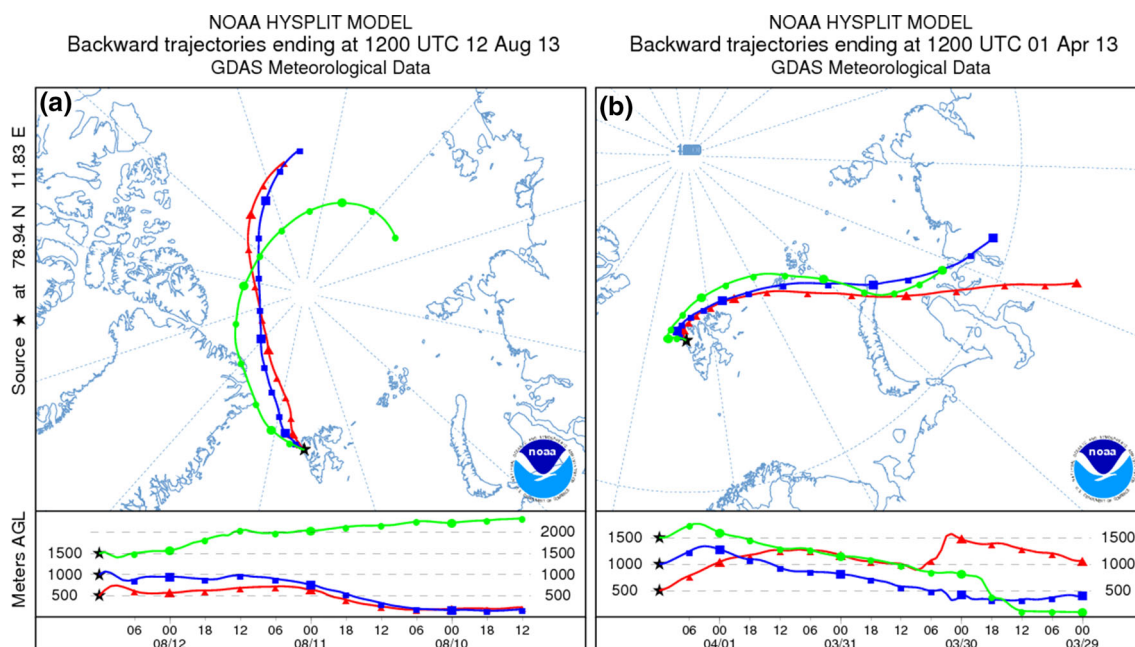 NOAA HYSPLIT MODEL
Backward trajectories ending at 1200 UTC 12 Aug 13
GDAS Meteorological Data
(a)
Source ★ at 78.94 N 11.83 E
noaa
Meters AGL
1500
1000
500
2000
1500
1000
500
06 00 18 12 06 00 18 12 06 00 18 12
08/12 08/11 08/10
NOAA HYSPLIT MODEL
Backward trajectories ending at 1200 UTC 01 Apr 13
GDAS Meteorological Data
(b)
70
noaa
1500
1000
500
1500
1000
500
06 00 18 12 06 00 18 12 06 00 18 12 06 00
04/01 03/31 03/30 03/29